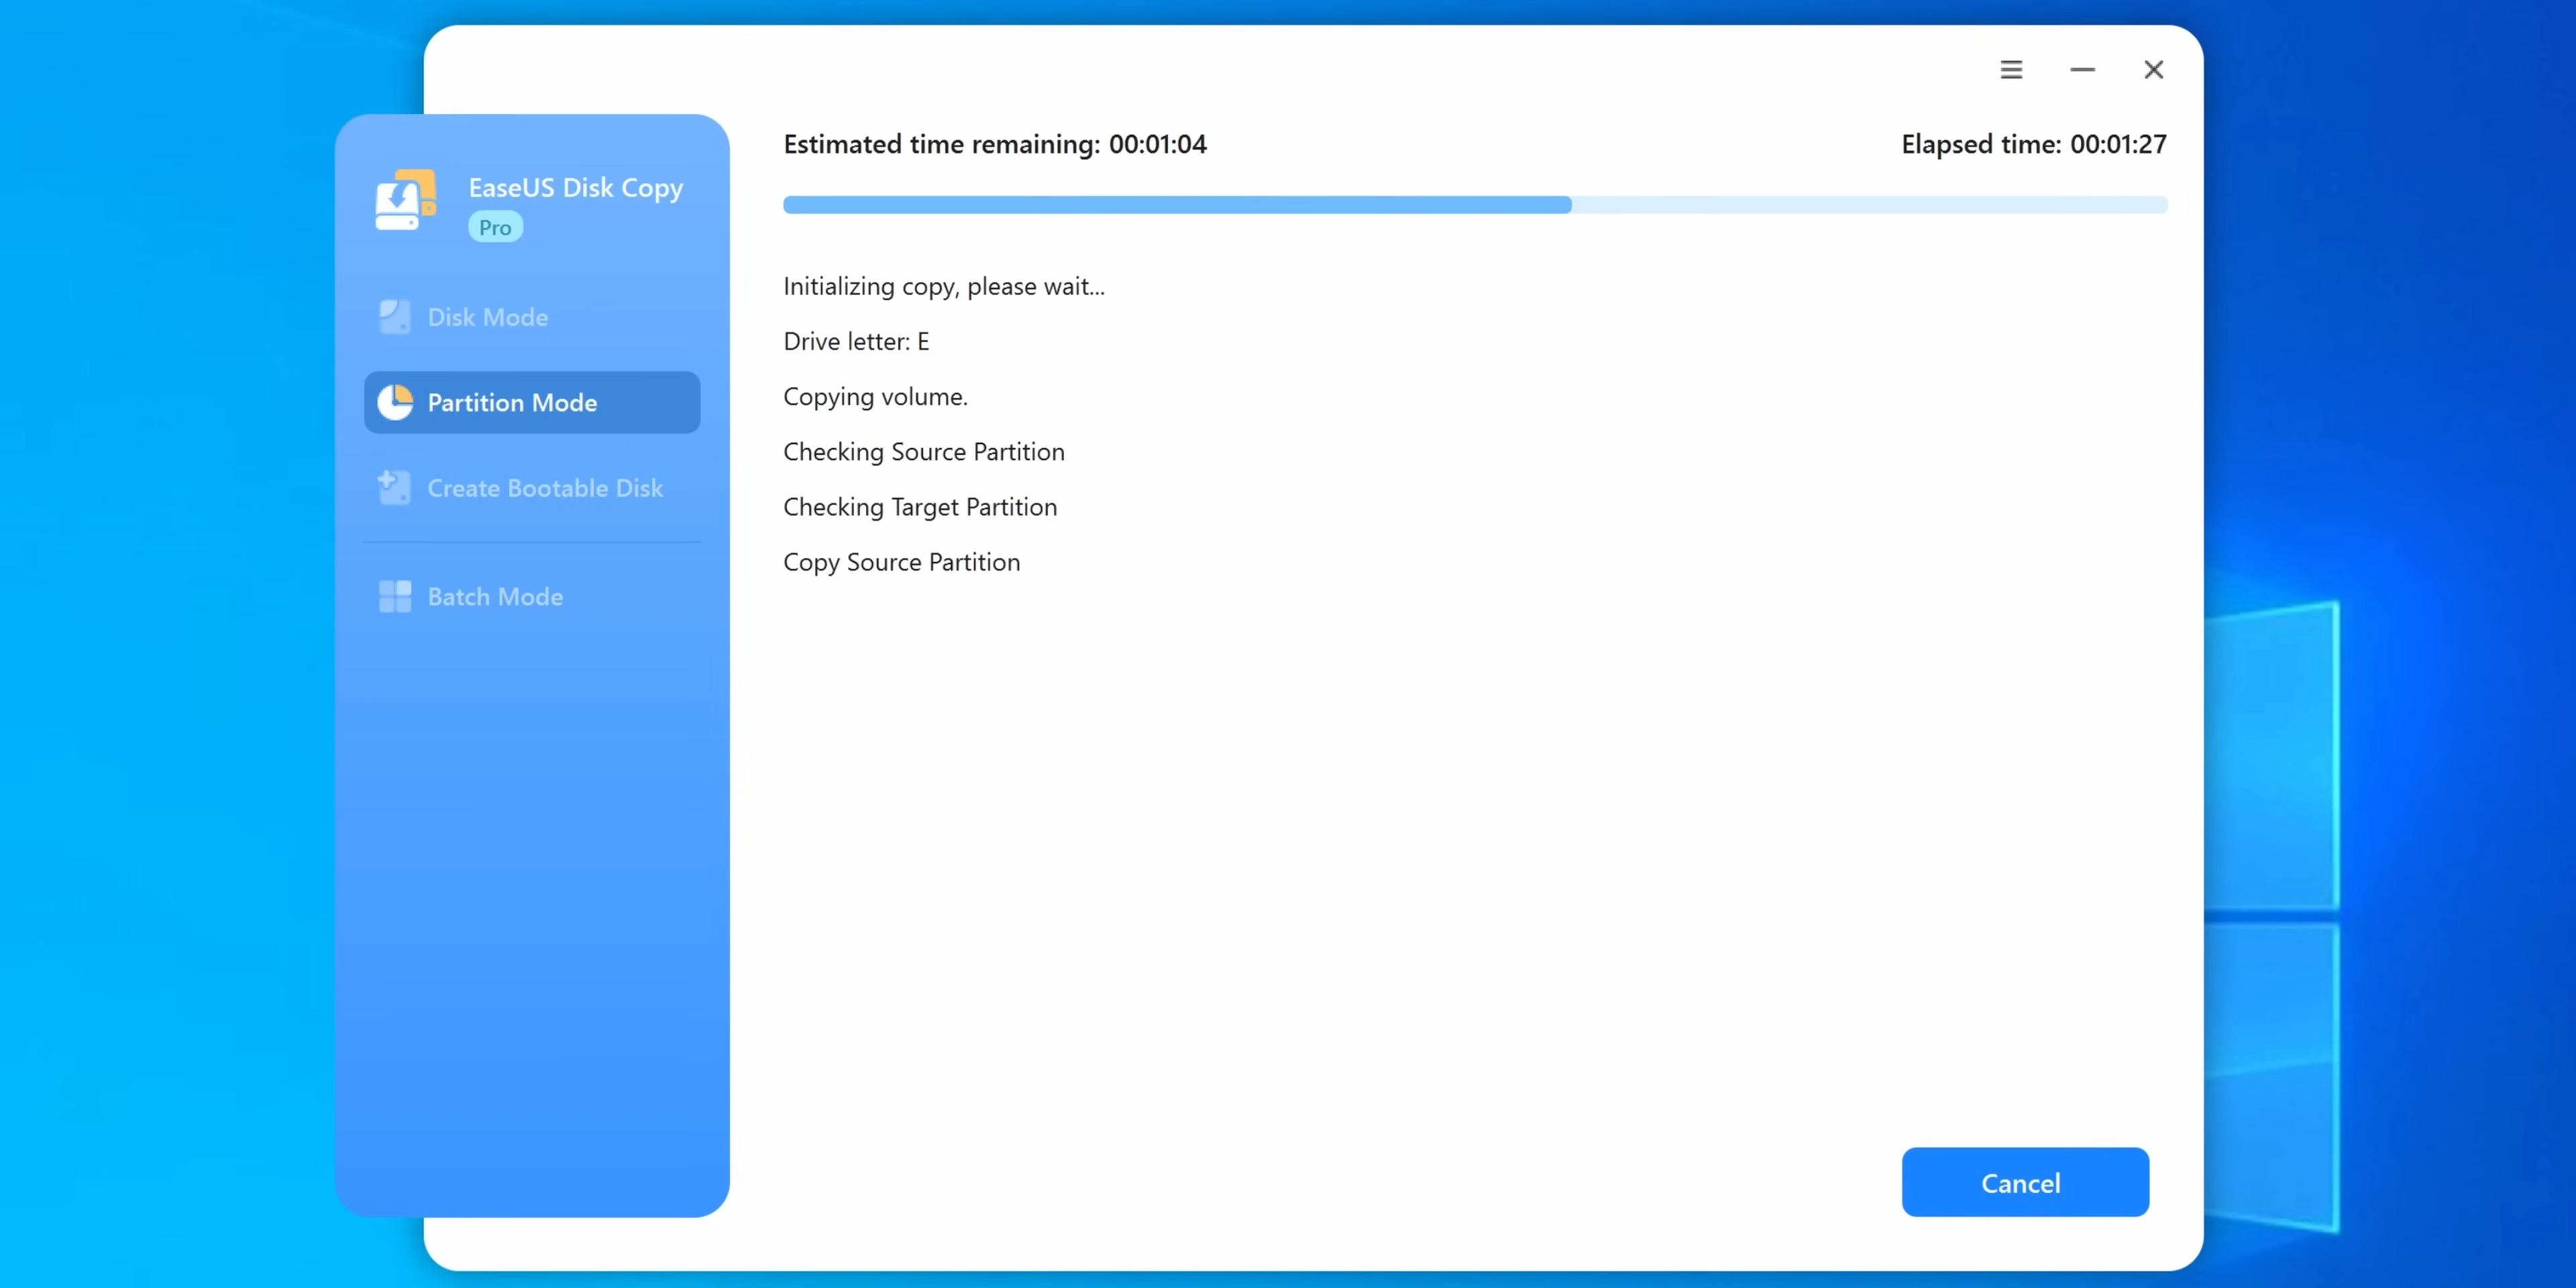 EaseUS Disk Copy
Pro
Disk Mode
Partition Mode
Create Bootable Disk
Batch Mode
Estimated time remaining: 00:01:04
Elapsed time: 00:01:27
Initializing copy, please wait...
Drive letter: E
Copying volume.
Checking Source Partition
Checking Target Partition
Copy Source Partition
Cancel